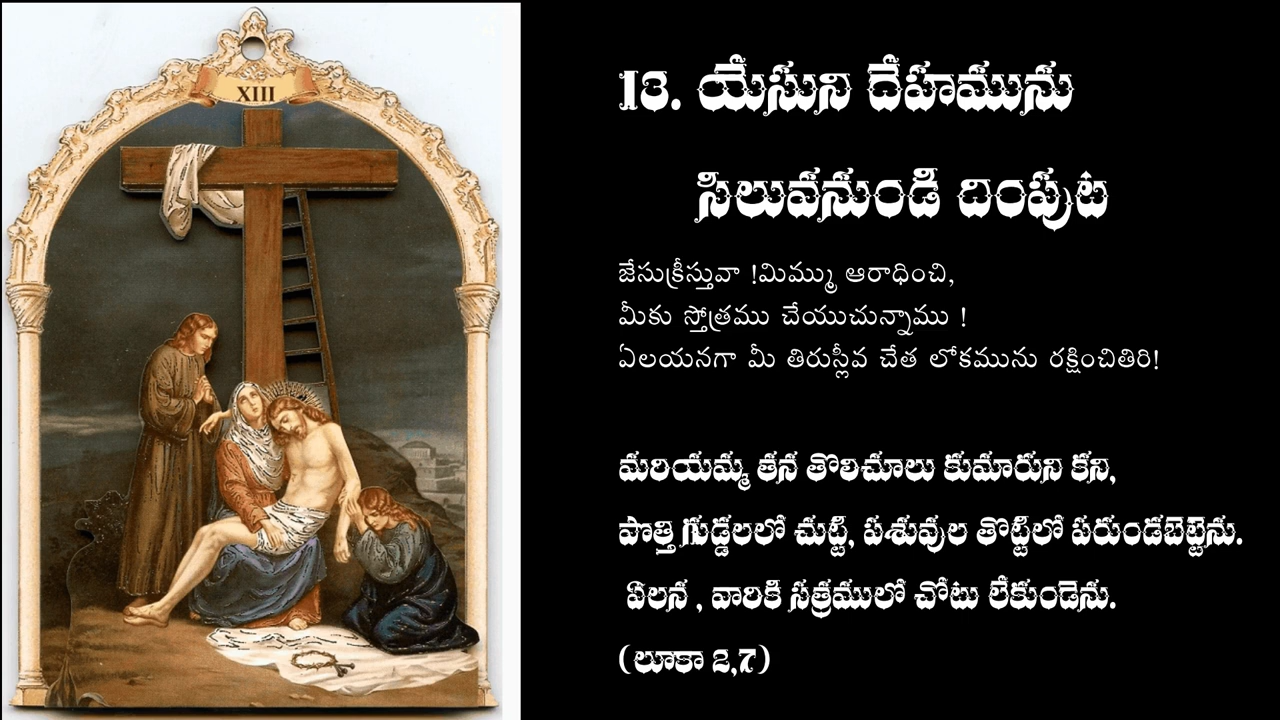 XIII
13. యేసుని దేహమును
సిలువనుండి దింపుట
జేసుక్రీస్తువా !మిమ్ము ఆరాధించి,
మీకు స్తోత్రము చేయుచున్నాము !
ఏలయనగా మీ తిరుస్లీవ చేత లోకమును రక్షించితిరి!
మరియమ్మ తన తొలిచూలు కుమారుని కని,
పొత్తి గుడ్డలలో చుట్టి, పశువుల తొట్టిలో పరుండబెట్టెను.
ఏలన , వారికి సత్రములో చోటు లేకుండెను.
(లూకా 2,7)